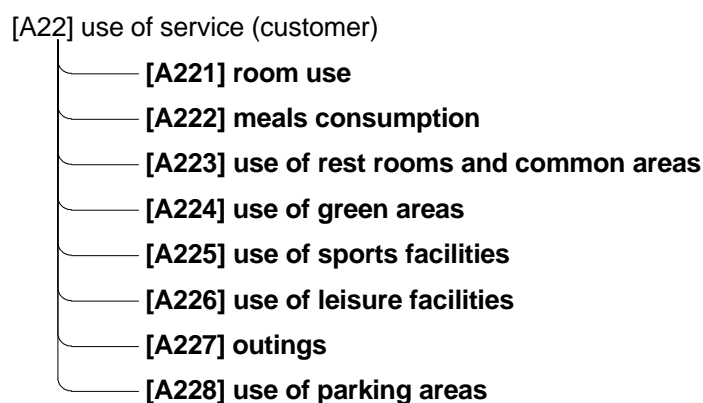 [A22] use of service (customer)
[A221] room use
[A222] meals consumption
[A223] use of rest rooms and common areas
[A224] use of green areas
[A225] use of sports facilities
[A226] use of leisure facilities
[A227] outings
[A228] use of parking areas